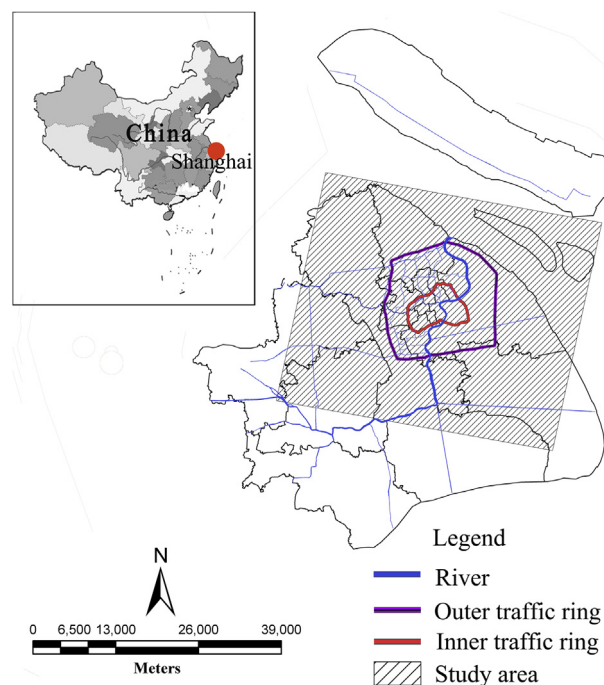 China
Shanghai
Legend
River
Outer traffic ring
Inner traffic ring
Study area
N
0 6,500 13,000 26,000 39,000
Meters